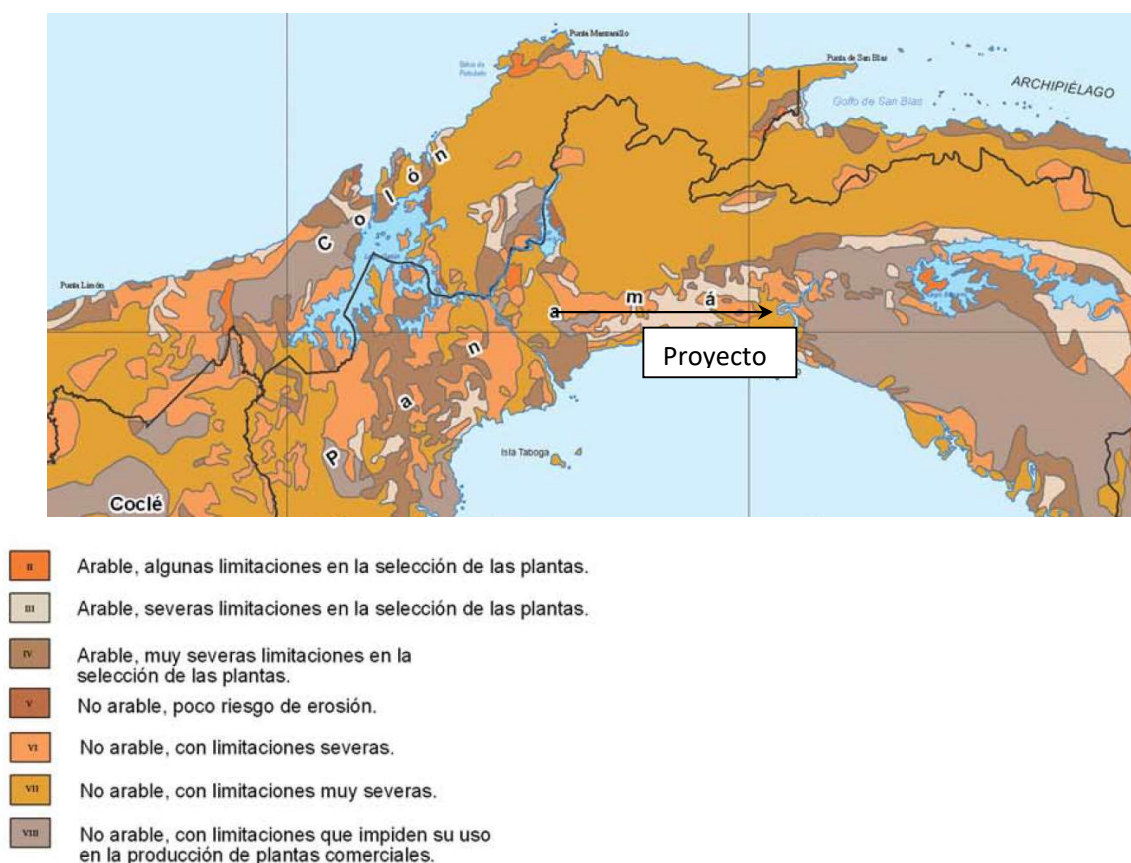 Punta Manzanillo
Punta de San Blas
ARCHIPIÉLAGO
Golfo de San Blas
Colón
Punta Limón
Panamá
Proyecto
Isla Taboga
Coclé
II Arable, algunas limitaciones en la selección de las plantas.
III Arable, severas limitaciones en la selección de las plantas.
IV Arable, muy severas limitaciones en la
selección de las plantas.
V No arable, poco riesgo de erosión.
VI No arable, con limitaciones severas.
VII No arable, con limitaciones muy severas.
VIII No arable, con limitaciones que impiden su uso
en la producción de plantas comerciales.